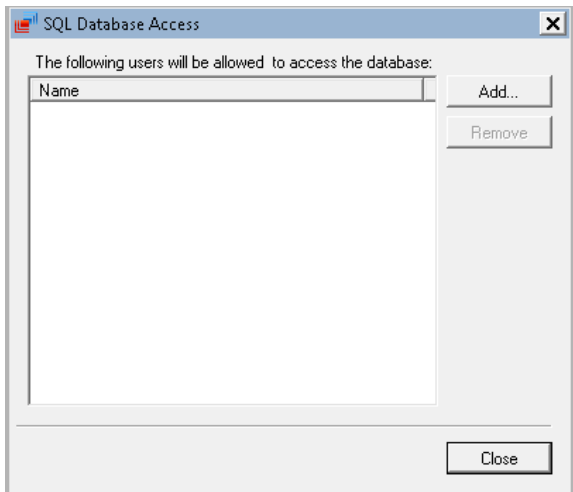 SQL Database Access
The following users will be allowed  to access the database:
Name
Add...
Remove
Close